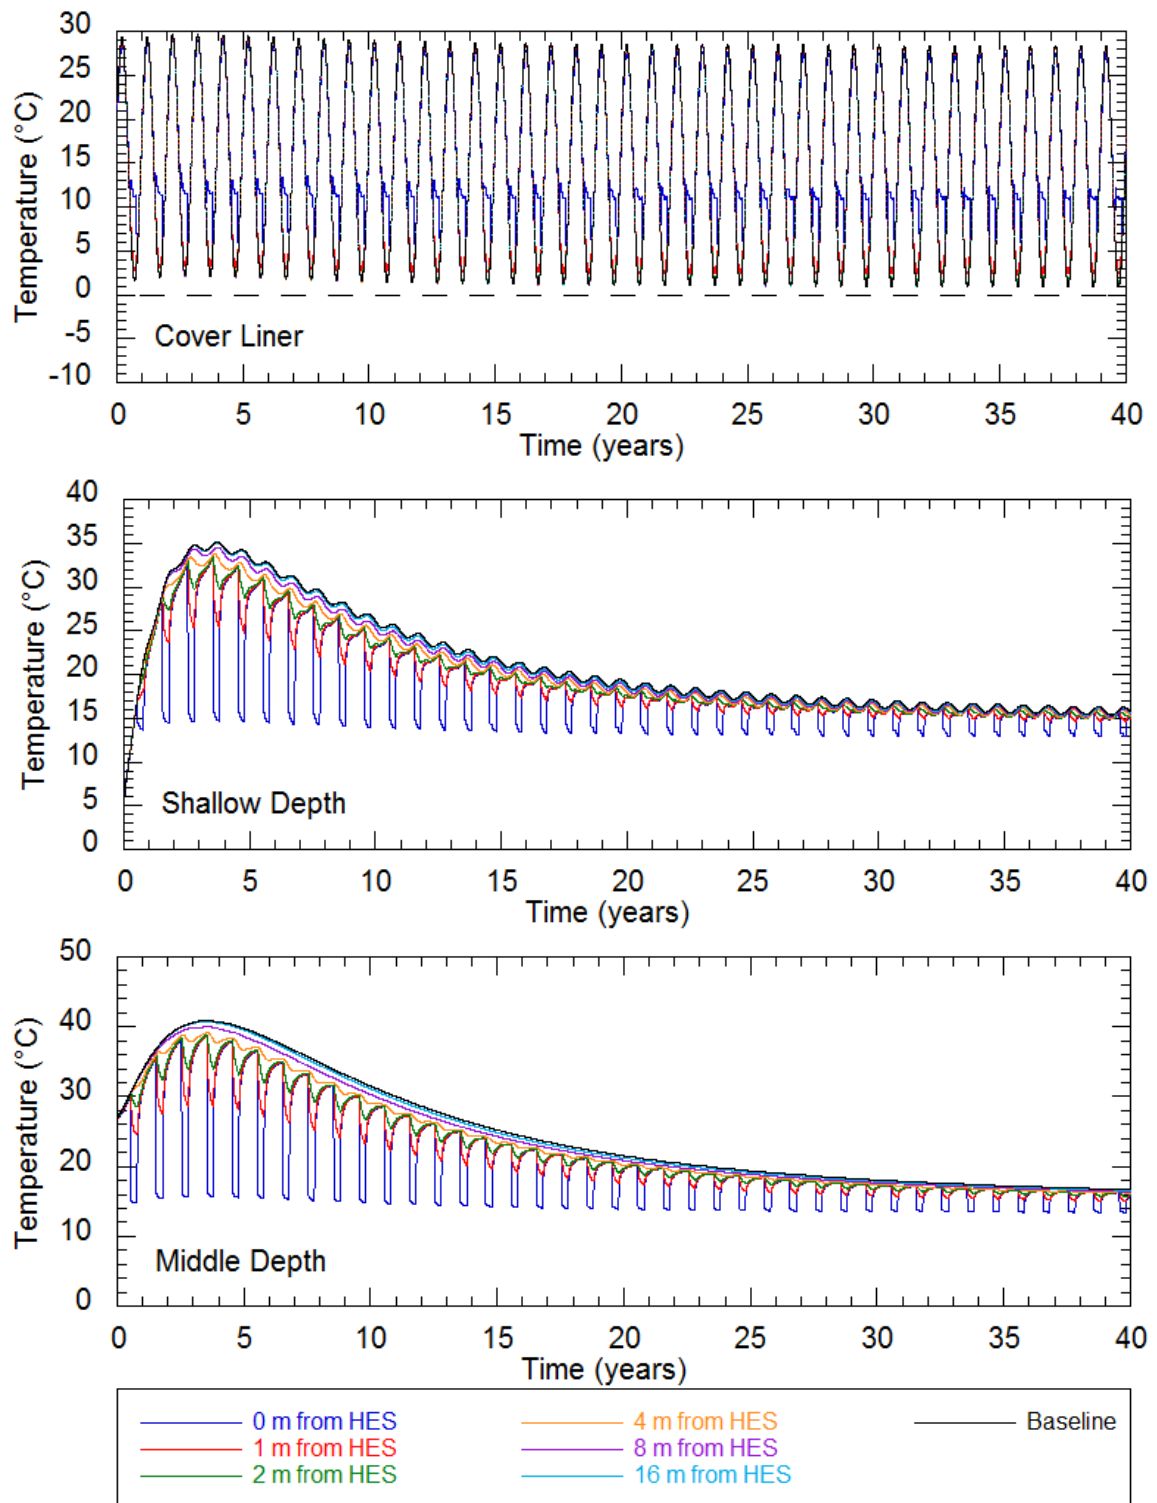 30
25
20
15
10
5
0
-5
-10
Temperature (°C)
Cover Liner
0 5 10 15 20 25 30 35 40
Time (years)
40
35
30
25
20
15
10
5
0
Temperature (°C)
Shallow Depth
0 5 10 15 20 25 30 35 40
Time (years)
50
40
30
20
10
0
Temperature (°C)
Middle Depth
0 5 10 15 20 25 30 35 40
Time (years)
0 m from HES 4 m from HES Baseline
1 m from HES 8 m from HES
2 m from HES 16 m from HES